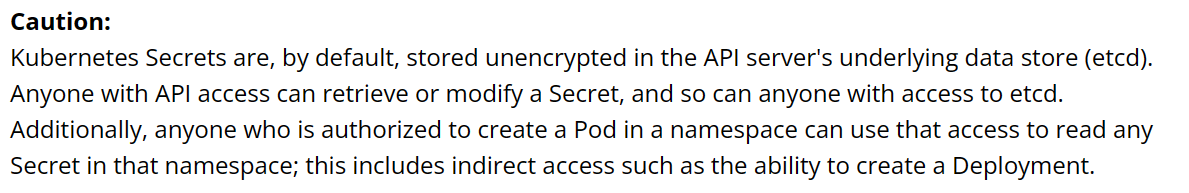 Caution:
Kubernetes Secrets are, by default, stored unencrypted in the API server's underlying data store (etcd).
Anyone with API access can retrieve or modify a Secret, and so can anyone with access to etcd.
Additionally, anyone who is authorized to create a Pod in a namespace can use that access to read any
Secret in that namespace; this includes indirect access such as the ability to create a Deployment.